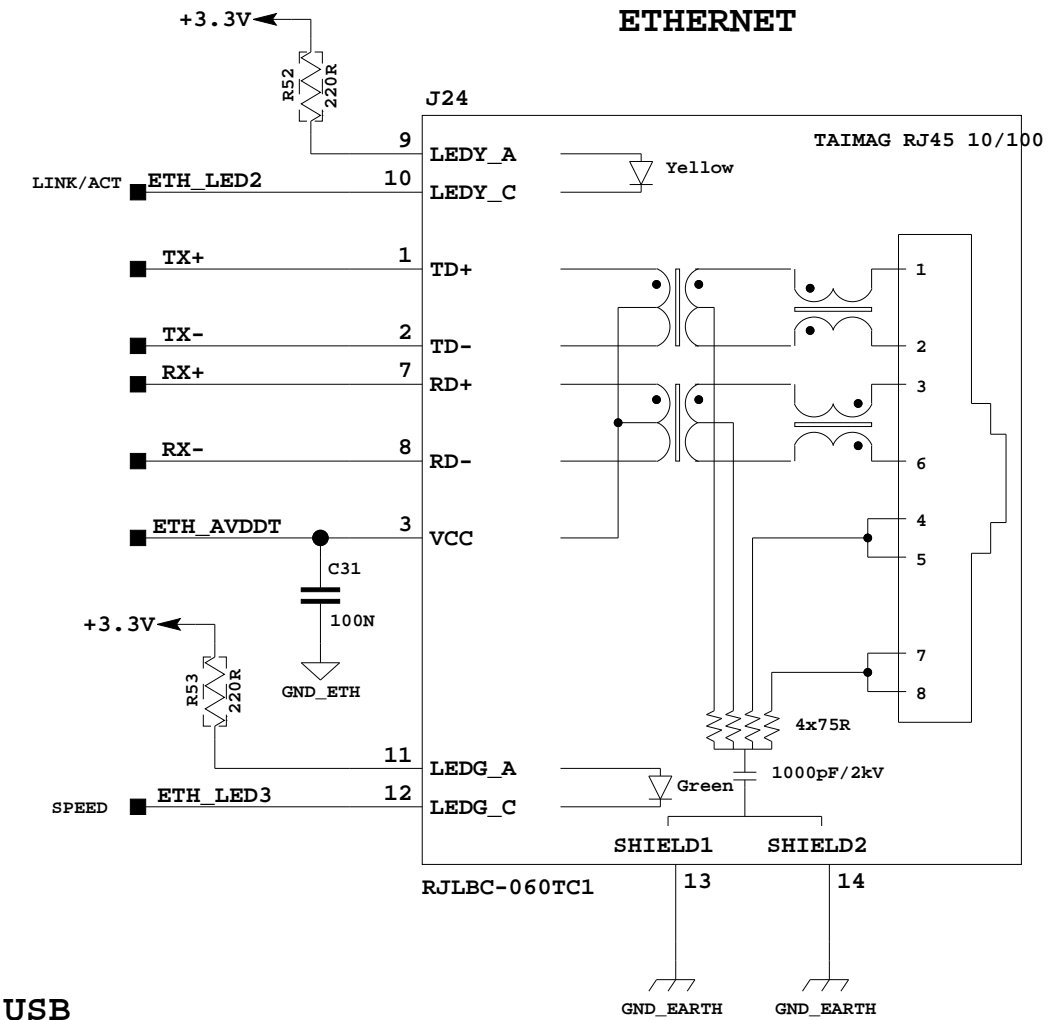 ETHERNET
+3.3V
R52
220R
J24
TAIMAG RJ45 10/100
9
LEDY_A
Yellow
LINK/ACT
ETH_LED2
10
LEDY_C
TX+
1
TD+
1
TX-
2
TD-
2
RX+
7
RD+
3
RX-
8
RD-
6
ETH_AVDDT
3
VCC
4
5
C31
100N
GND_ETH
+3.3V
R53
220R
7
8
4x75R
11
LEDG_A
1000pF/2kV
Green
SPEED
ETH_LED3
12
LEDG_C
SHIELD1
SHIELD2
RJLBC-060TC1
13
14
GND_EARTH
GND_EARTH
USB